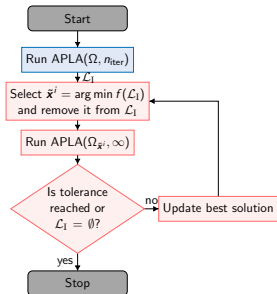 Start
Run APLA(Ω, n_iter)
ℒ_I
Select x̃^i = arg min f(ℒ_I)
and remove it from ℒ_I
Run APLA(Ω_x̃^i, ∞)
Is tolerance
reached or
ℒ_I = ∅?
no
Update best solution
yes
Stop